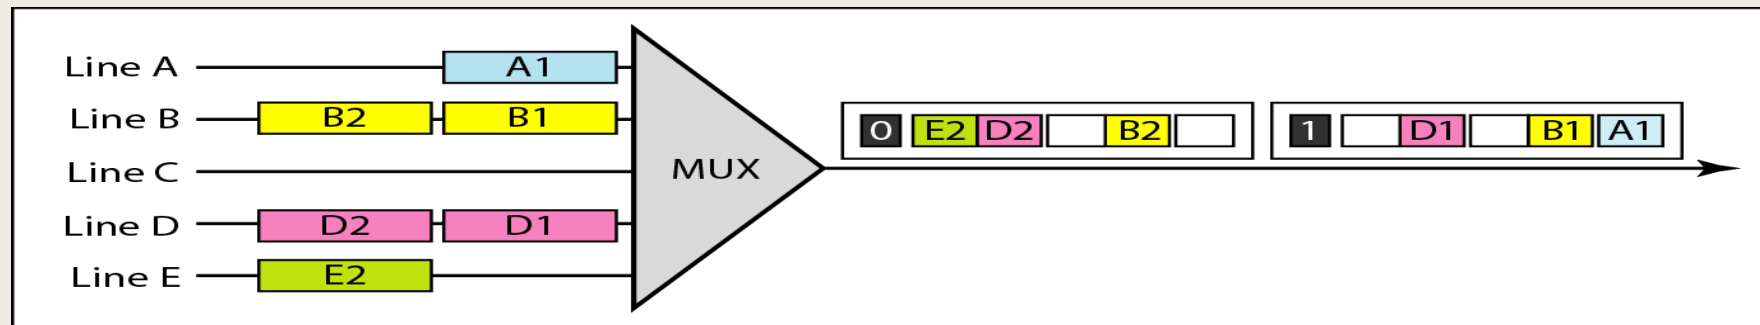 Line A A1
Line B B2 B1
Line C
Line D D2 D1
Line E E2
MUX
0 E2 D2 B2
1 D1 B1 A1